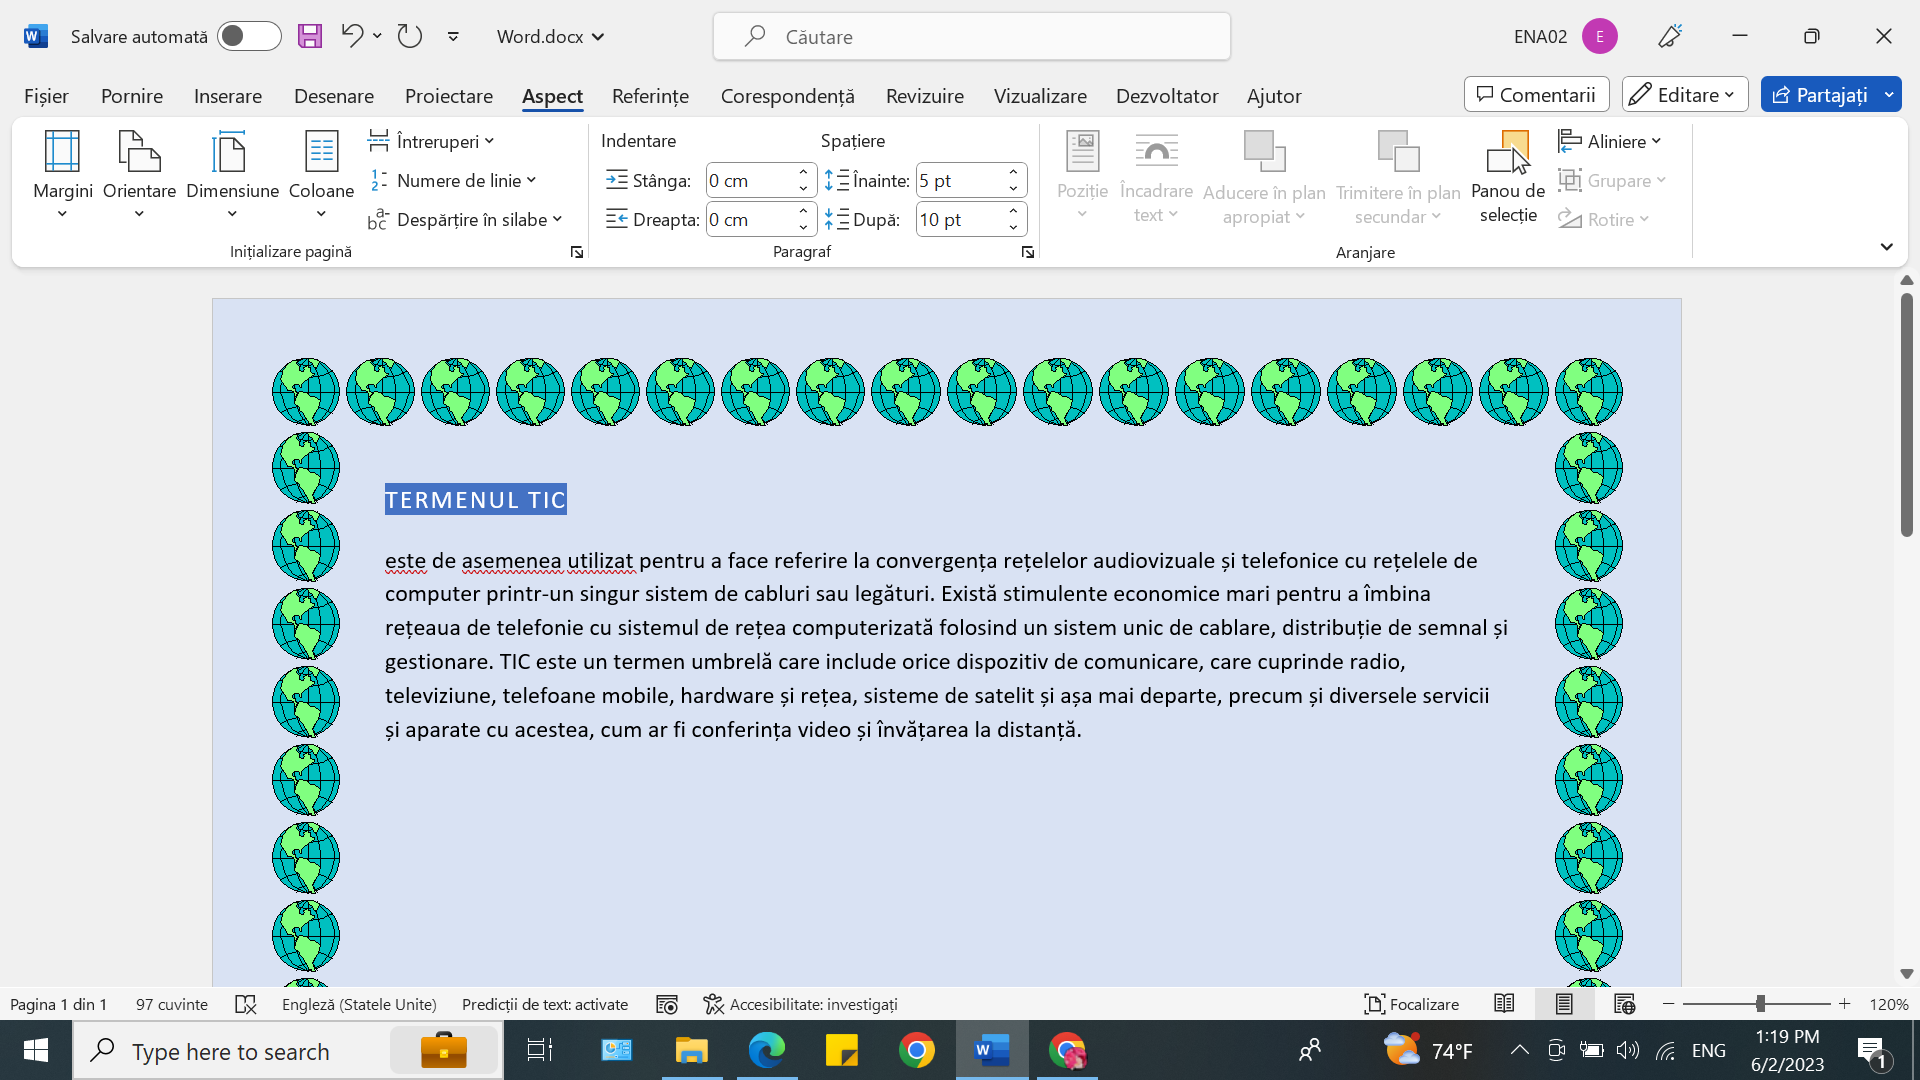 Salvare automată
Word.docx
Căutare
ENA02
E
Fișier Pornire Inserare Desenare Proiectare Aspect Referințe Corespondență Revizuire Vizualizare Dezvoltator Ajutor
Comentarii Editare Partajați
Margini
Orientare
Dimensiune
Coloane
Întreruperi
Numere de linie
Despărțire în silabe
Inițializare pagină
Indentare
Stânga: 0 cm
Dreapta: 0 cm
Spațiere
Înainte: 5 pt
După: 10 pt
Paragraf
Poziție
Încadrare
text
Aducere în plan
apropiat
Trimitere în plan
secundar
Panou de
selecție
Aliniere
Grupare
Rotire
Aranjare
TERMENUL TIC
este de asemenea utilizat pentru a face referire la convergența rețelelor audiovizuale și telefonice cu rețelele de
computer printr-un singur sistem de cabluri sau legături. Există stimulente economice mari pentru a îmbina
rețeaua de telefonie cu sistemul de rețea computerizată folosind un sistem unic de cablare, distribuție de semnal și
gestionare. TIC este un termen umbrelă care include orice dispozitiv de comunicare, care cuprinde radio,
televiziune, telefoane mobile, hardware și rețea, sisteme de satelit și așa mai departe, precum și diversele servicii
și aparate cu acestea, cum ar fi conferința video și învățarea la distanță.
Pagina 1 din 1
97 cuvinte
Engleză (Statele Unite)
Predicții de text: activate
Accesibilitate: investigați
Focalizare
120%
Type here to search
74°F
ENG
1:19 PM
6/2/2023
1